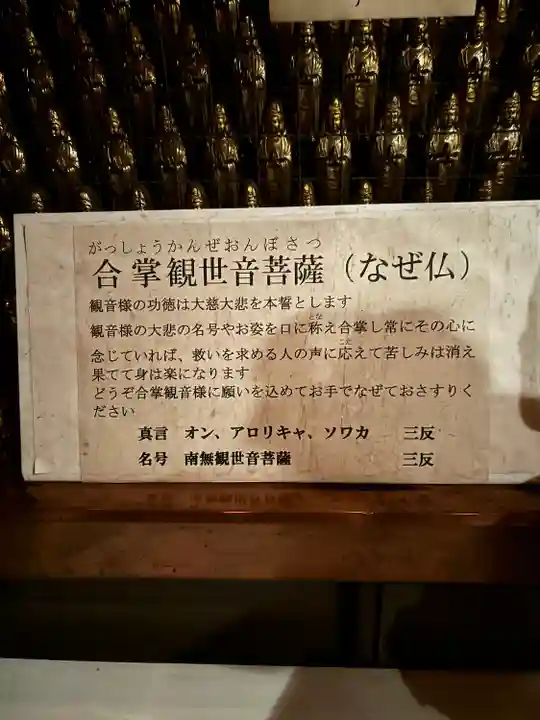 がっしょうかんぜおんぼさつ
合掌観世音菩薩（なぜ仏）
観音様の功徳は大慈大悲を本誓とします
観音様の大悲の名号やお姿を口に称え合掌し常にその心に
とな
念じていれば、救いを求める人の声に応えて苦しみは消え
こた
果てて身は楽になります
どうぞ合掌観音様に願いを込めてお手でなぜておさすりく
ださい
真言　オン、アロリキャ、ソワカ　三反
名号　南無観世音菩薩　三反